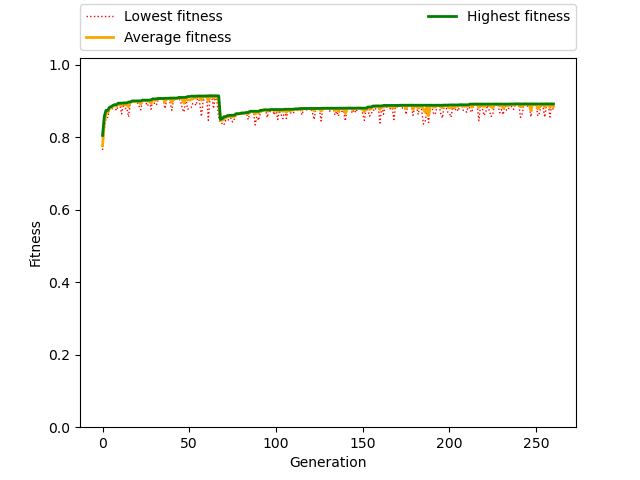 Lowest fitness
Average fitness
Highest fitness
1.0
0.8
0.6
0.4
0.2
0.0
Fitness
0 50 100 150 200 250
Generation